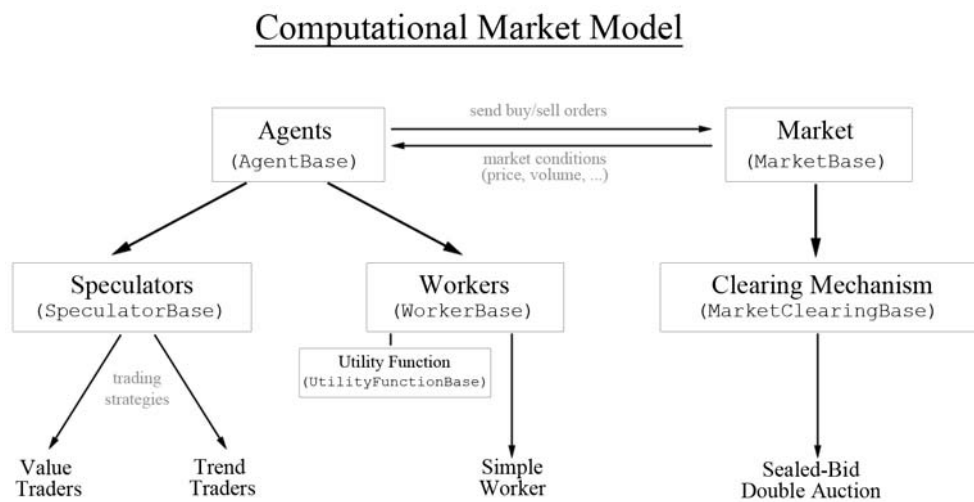 Computational Market Model
Agents
(AgentBase)
send buy/sell orders
market conditions
(price, volume, ...)
Market
(MarketBase)
Speculators
(SpeculatorBase)
Workers
(WorkerBase)
Clearing Mechanism
(MarketClearingBase)
Utility Function
(UtilityFunctionBase)
trading
strategies
Value
Traders
Trend
Traders
Simple
Worker
Sealed-Bid
Double Auction